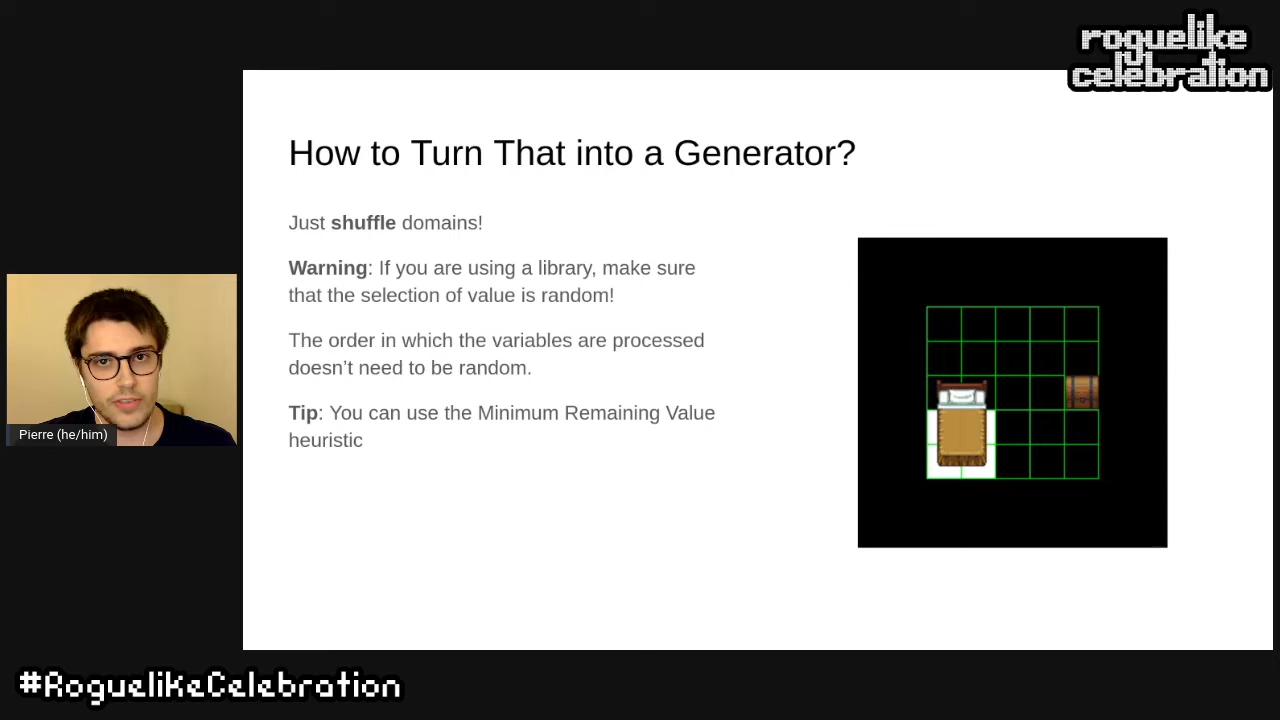 roguelike
celebration
How to Turn That into a Generator?
Just shuffle domains!
Warning: If you are using a library, make sure
that the selection of value is random!
The order in which the variables are processed
doesn’t need to be random.
Tip: You can use the Minimum Remaining Value
heuristic
Pierre (he/him)
#RoguelikeCelebration